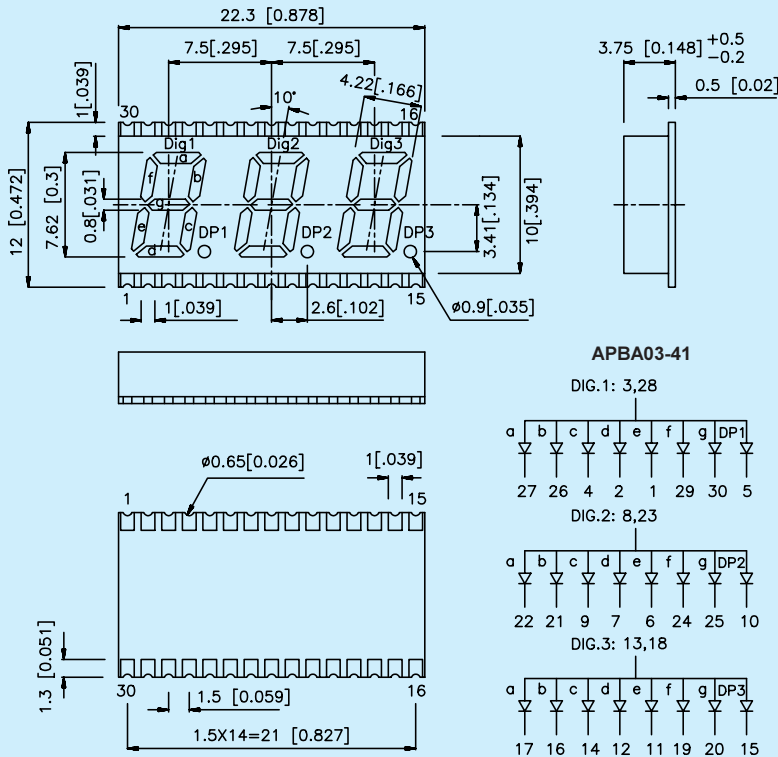 22.3 [0.878]
7.5[.295] 7.5[.295]
3.75 [0.148] +0.5 −0.2
0.5 [0.02]
4.22[.166]
10°
1[.039]
30 16
Dig1 Dig2 Dig3
a
f b
g
e c
d
DP1 DP2 DP3
12 [0.472]
7.62 [0.3]
0.8[.031]
3.41[.134]
10[.394]
1 15
1[.039] 2.6[.102] ø0.9[.035]
APBA03-41
DIG.1: 3,28
a b c d e f g DP1
27 26 4 2 1 29 30 5
DIG.2: 8,23
a b c d e f g DP2
22 21 9 7 6 24 25 10
DIG.3: 13,18
a b c d e f g DP3
17 16 14 12 11 19 20 15
ø0.65[0.026] 1[.039]
1 15
1.3 [0.051]
30 16
1.5 [0.059]
1.5X14=21 [0.827]